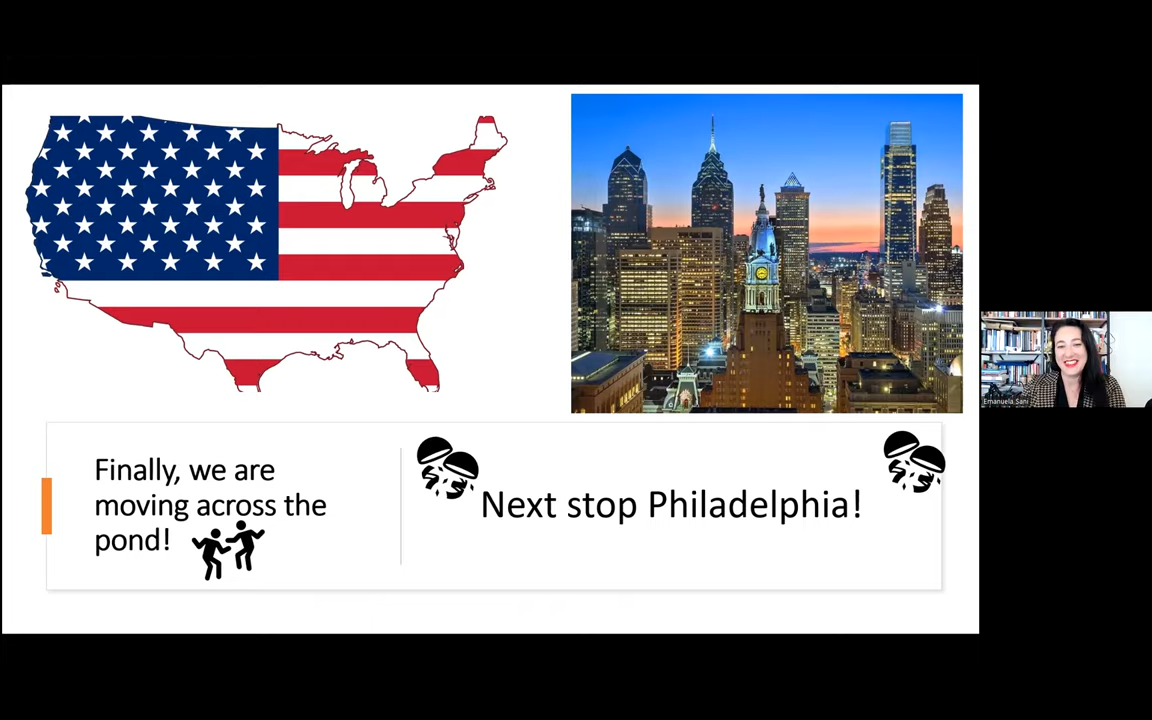 Finally, we are
moving across the
pond!
Next stop Philadelphia!
Emanuela Sani